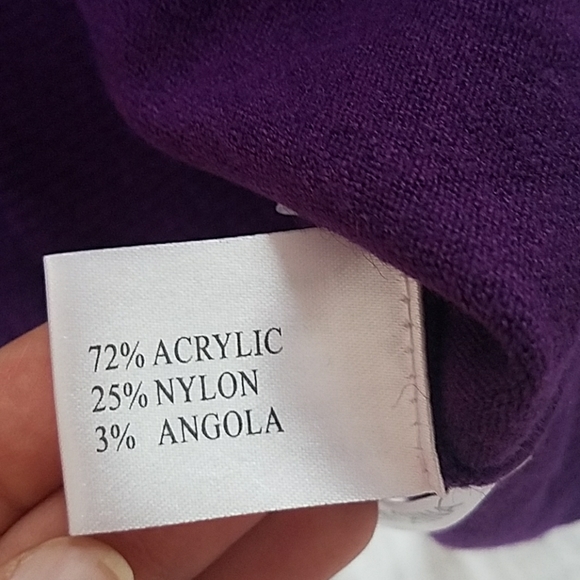 72% ACRYLIC
25% NYLON
3% ANGOLA